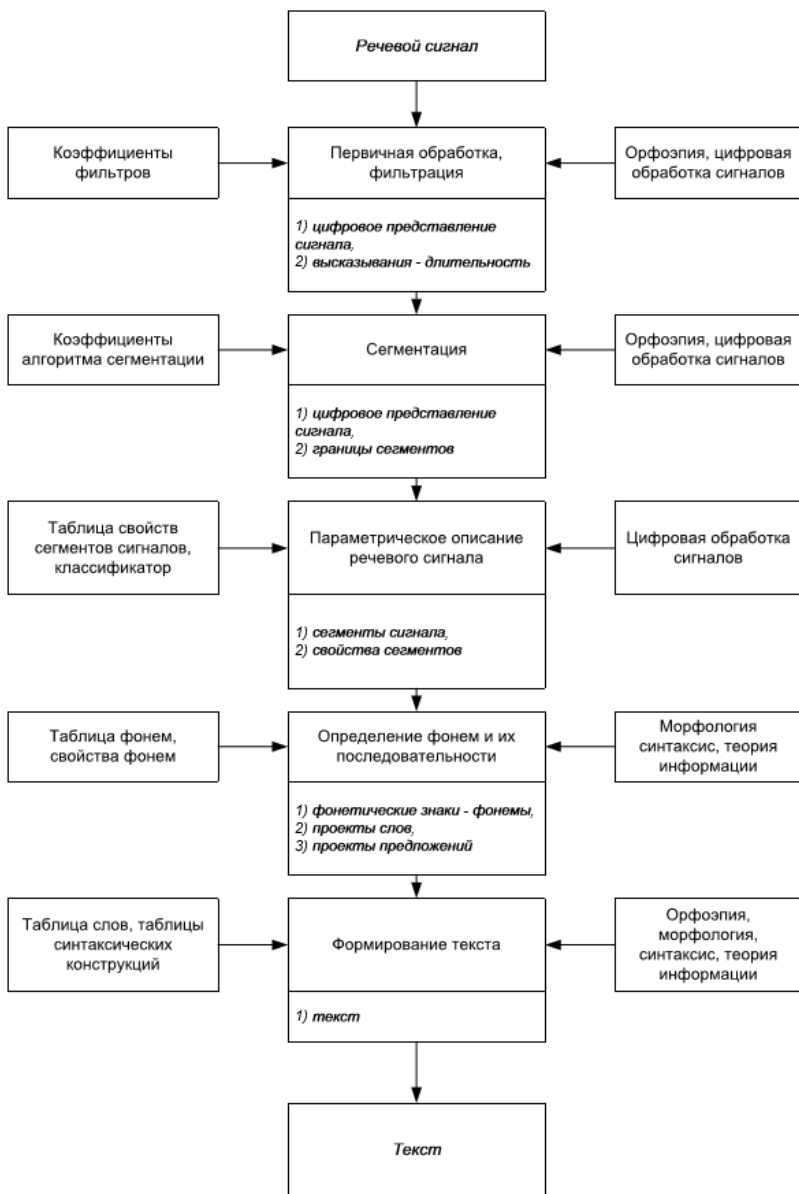 Речевой сигнал
Коэффициенты
фильтров
Первичная обработка,
фильтрация
Орфоэпия, цифровая
обработка сигналов
1) цифровое представление
сигнала,
2) высказывания - длительность
Коэффициенты
алгоритма сегментации
Сегментация
Орфоэпия, цифровая
обработка сигналов
1) цифровое представление
сигнала,
2) границы сегментов
Таблица свойств
сегментов сигналов,
классификатор
Параметрическое описание
речевого сигнала
Цифровая обработка
сигналов
1) сегменты сигнала,
2) свойства сегментов
Таблица фонем,
свойства фонем
Определение фонем и их
последовательности
Морфология
синтаксис, теория
информации
1) фонетические знаки - фонемы,
2) проекты слов,
3) проекты предложений
Таблица слов, таблицы
синтаксических
конструкций
Формирование текста
Орфоэпия,
морфология,
синтаксис, теория
информации
1) текст
Текст